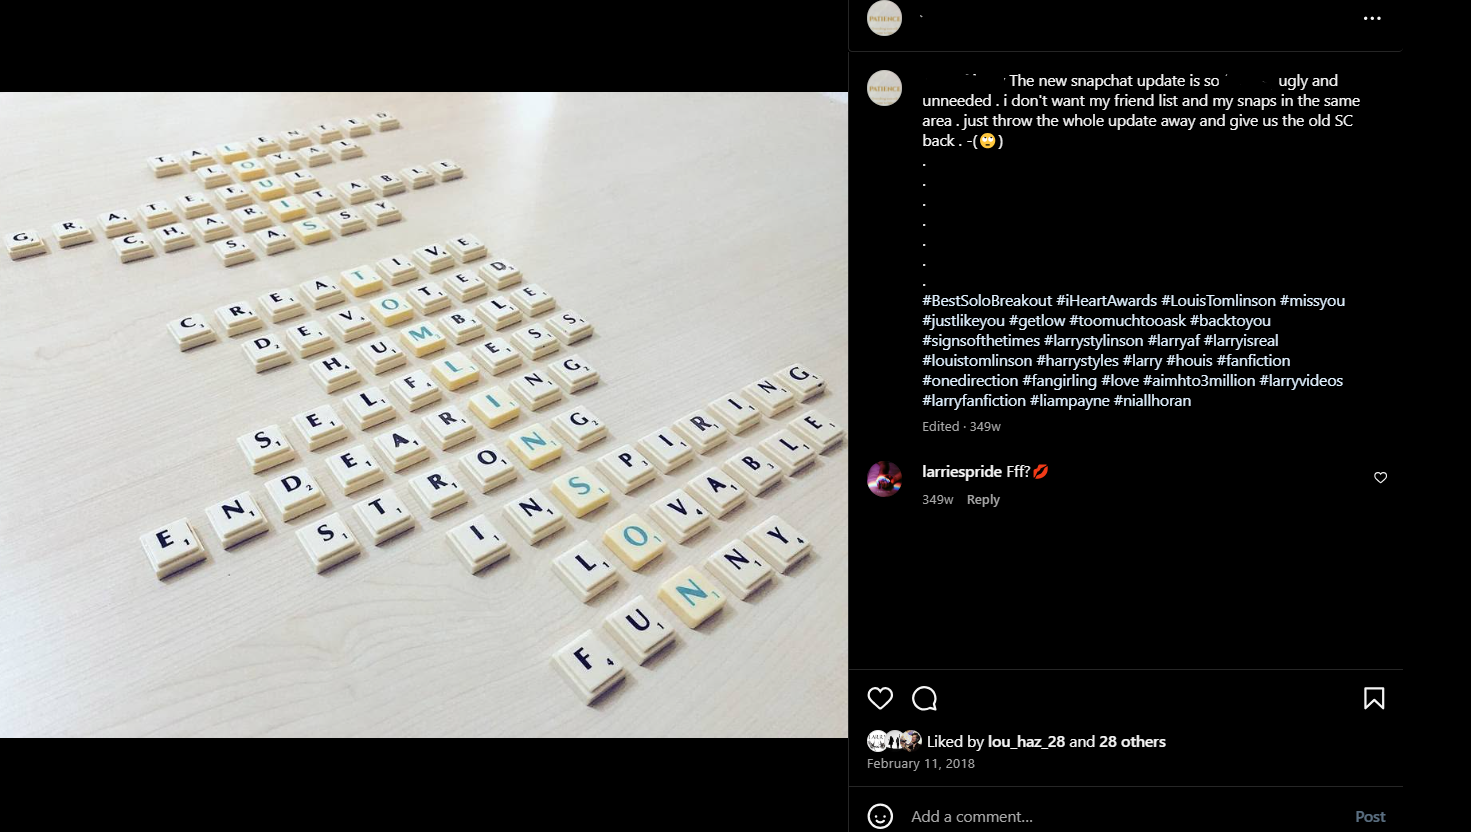 TALENTED
LOYAL
GRATEFUL
CHARITABLE
SASSY
CREATIVE
DEVOTED
HUMBLE
SELFLESS
ENDEARING
STRONG
INSPIRING
LOVABLE
FUNNY
PATIENCE
PATIENCE
The new snapchat update is so ugly and
unneeded . i don't want my friend list and my snaps in the same
area . just throw the whole update away and give us the old SC
back . -(🙄)
.
.
.
.
.
.
.
#BestSoloBreakout #iHeartAwards #LouisTomlinson #missyou
#justlikeyou #getlow #toomuchtooask #backtoyou
#signsofthetimes #larrystylinson #larryaf #larryisreal
#louistomlinson #harrystyles #larry #houis #fanfiction
#onedirection #fangirling #love #aimhto3million #larryvideos
#larryfanfiction #liampayne #niallhoran
Edited · 349w
larriespride Fff?💋
349w Reply
Liked by lou_haz_28 and 28 others
February 11, 2018
Add a comment... Post